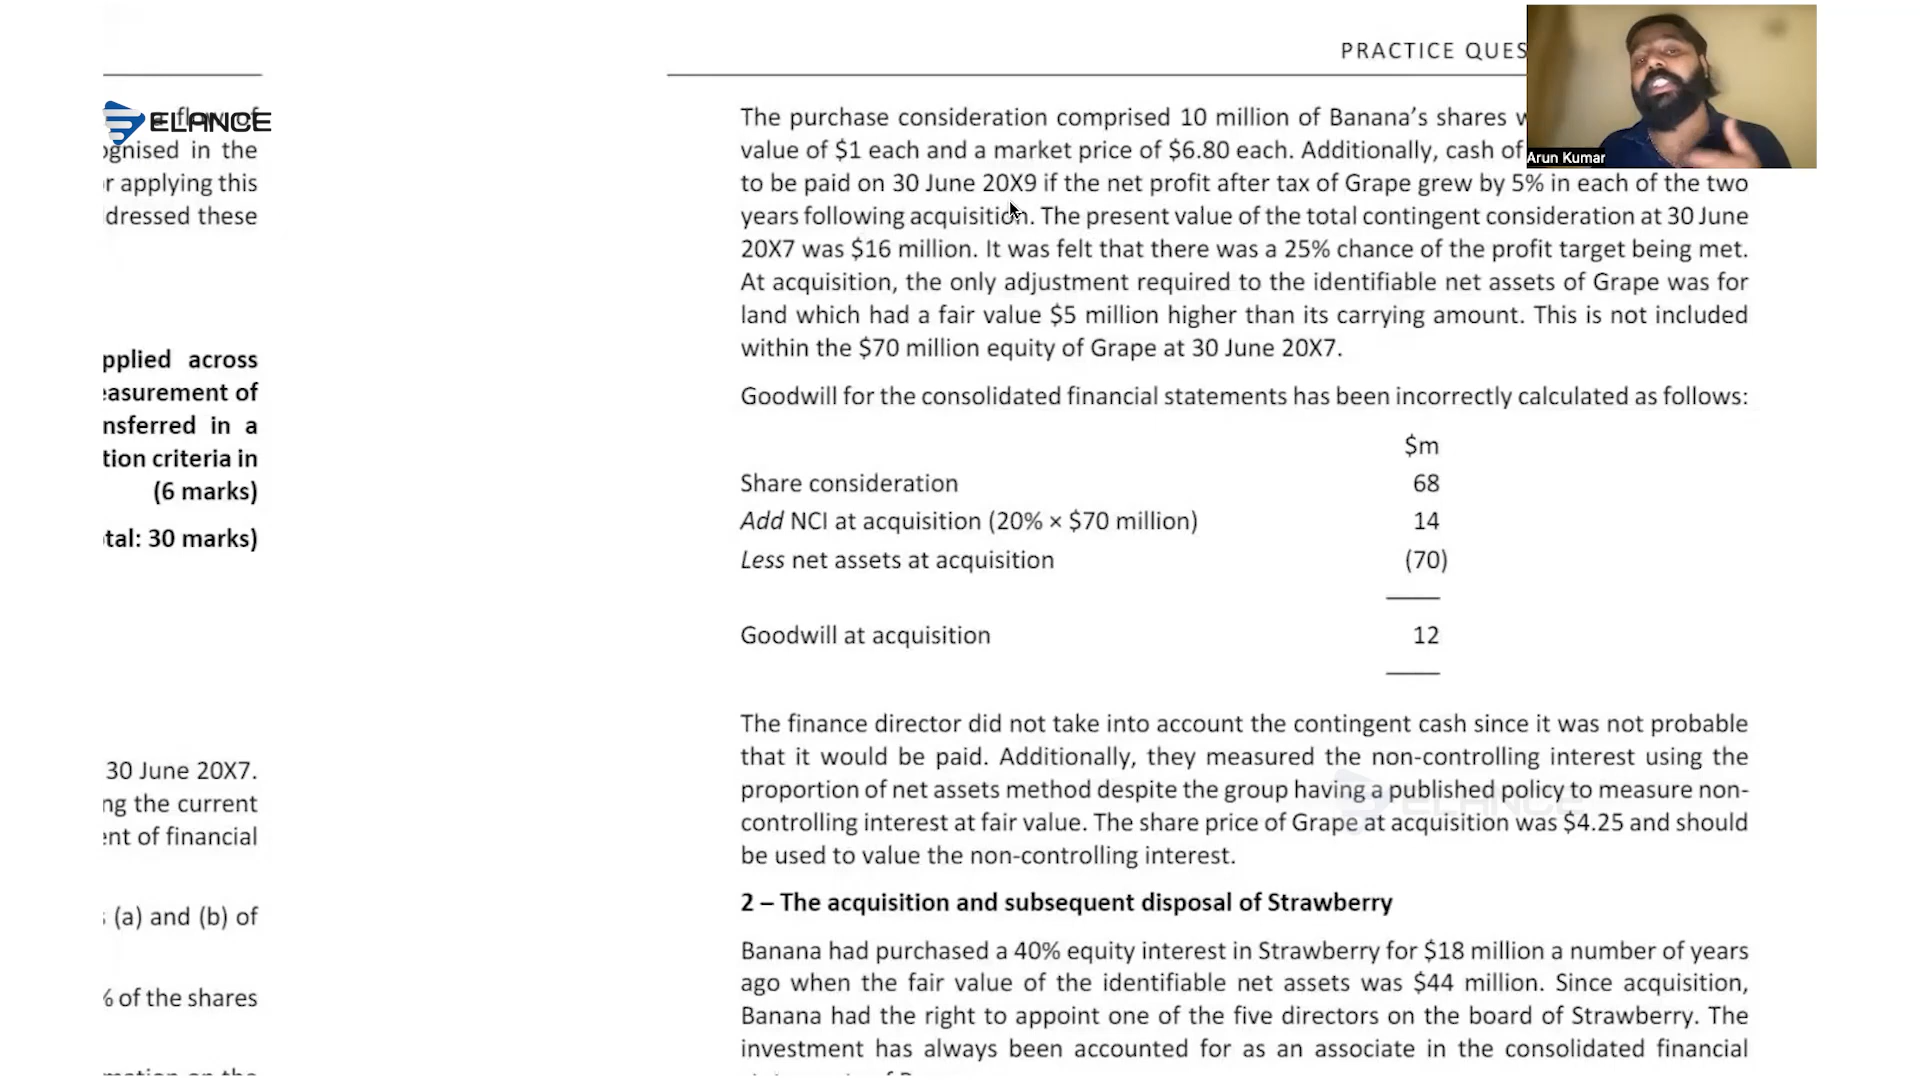 ELANCE
ognised in the
r applying this
dressed these
pplied across
easurement of
nsferred in a
tion criteria in
(6 marks)
tal: 30 marks)
30 June 20X7.
ng the current
ent of financial
(a) and (b) of
% of the shares
PRACTICE QUES
Arun Kumar
The purchase consideration comprised 10 million of Banana's shares
value of $1 each and a market price of $6.80 each. Additionally, cash of
to be paid on 30 June 20X9 if the net profit after tax of Grape grew by 5% in each of the two
years following acquisition. The present value of the total contingent consideration at 30 June
20X7 was $16 million. It was felt that there was a 25% chance of the profit target being met.
At acquisition, the only adjustment required to the identifiable net assets of Grape was for
land which had a fair value $5 million higher than its carrying amount. This is not included
within the $70 million equity of Grape at 30 June 20X7.
Goodwill for the consolidated financial statements has been incorrectly calculated as follows:
$m
Share consideration 68
Add NCI at acquisition (20% × $70 million) 14
Less net assets at acquisition (70)
Goodwill at acquisition 12
The finance director did not take into account the contingent cash since it was not probable
that it would be paid. Additionally, they measured the non-controlling interest using the
proportion of net assets method despite the group having a published policy to measure non-
controlling interest at fair value. The share price of Grape at acquisition was $4.25 and should
be used to value the non-controlling interest.
ELANCE
2 – The acquisition and subsequent disposal of Strawberry
Banana had purchased a 40% equity interest in Strawberry for $18 million a number of years
ago when the fair value of the identifiable net assets was $44 million. Since acquisition,
Banana had the right to appoint one of the five directors on the board of Strawberry. The
investment has always been accounted for as an associate in the consolidated financial